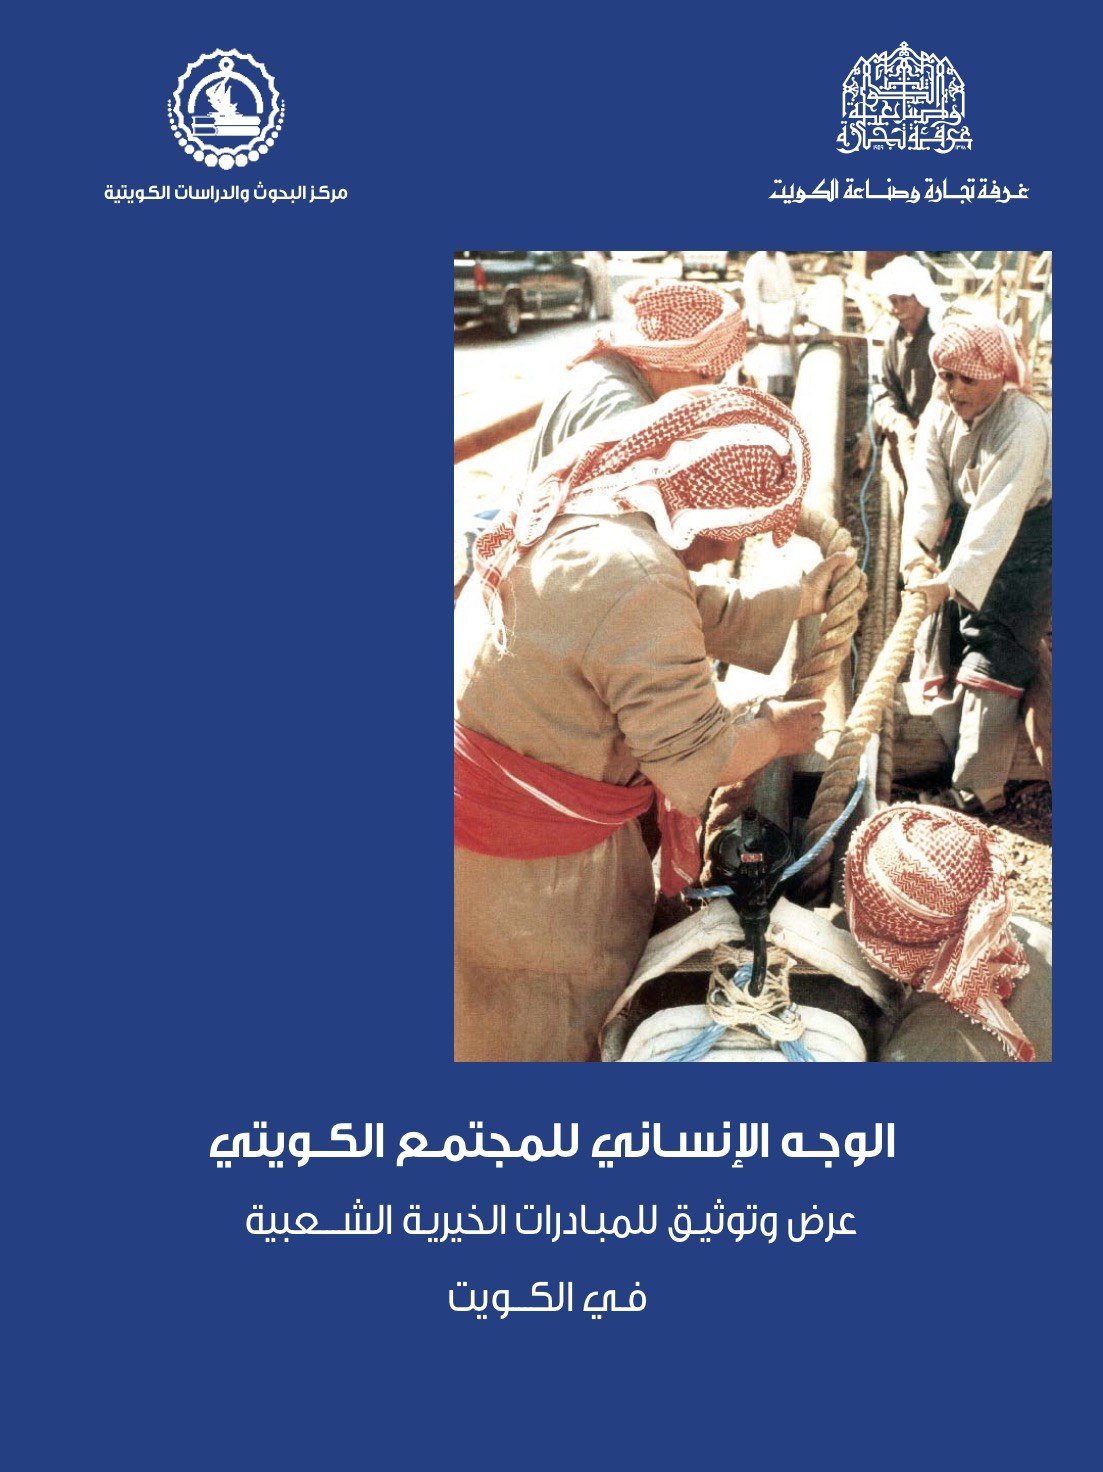 غرفة تجارة وصناعة الكويت
مركز البحوث والدراسات الكويتية
الوجه الإنساني للمجتمع الكويتي
عرض وتوثيق للمبادرات الخيرية الشعبية
في الكويت